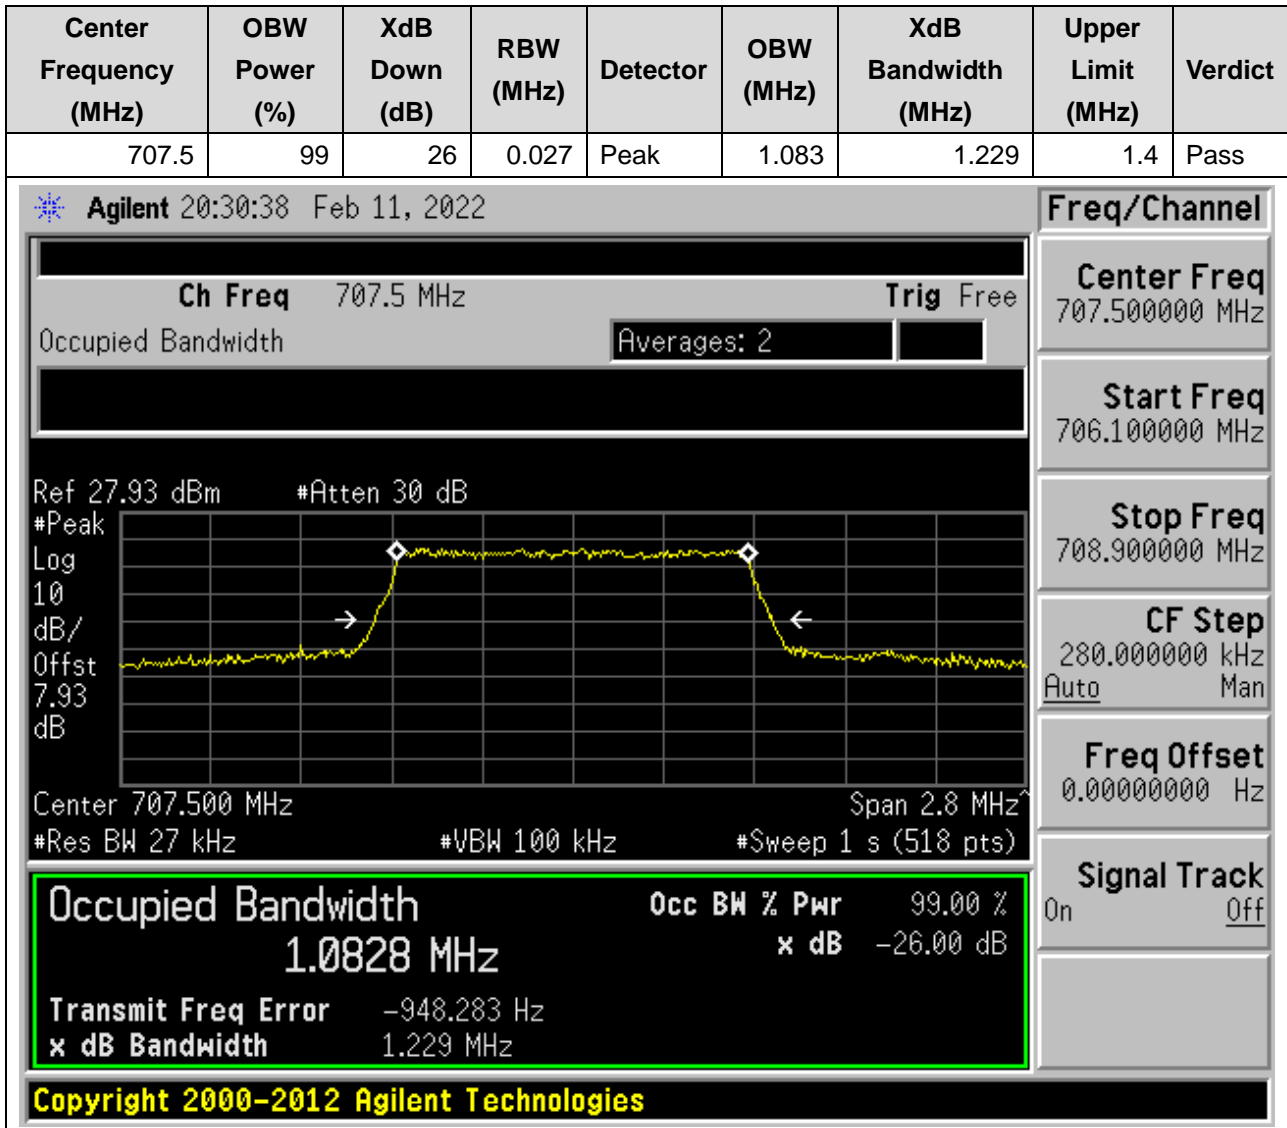 Center Frequency (MHz) OBW Power (%) XdB Down (dB) RBW (MHz) Detector OBW (MHz) XdB Bandwidth (MHz) Upper Limit (MHz) Verdict
707.5 99 26 0.027 Peak 1.083 1.229 1.4 Pass
Agilent 20:30:38 Feb 11, 2022
Freq/Channel
Ch Freq 707.5 MHz Trig Free
Occupied Bandwidth Averages: 2
Ref 27.93 dBm #Atten 30 dB
#Peak
Log
10
dB/
Offst
7.93
dB
Center 707.500 MHz Span 2.8 MHz^
#Res BW 27 kHz #VBW 100 kHz #Sweep 1 s (518 pts)
Occupied Bandwidth Occ BW % Pwr 99.00 %
1.0828 MHz x dB -26.00 dB
Transmit Freq Error -948.283 Hz
x dB Bandwidth 1.229 MHz
Center Freq
707.500000 MHz
Start Freq
706.100000 MHz
Stop Freq
708.900000 MHz
CF Step
280.000000 kHz
Auto Man
Freq Offset
0.00000000 Hz
Signal Track
On Off
Copyright 2000-2012 Agilent Technologies